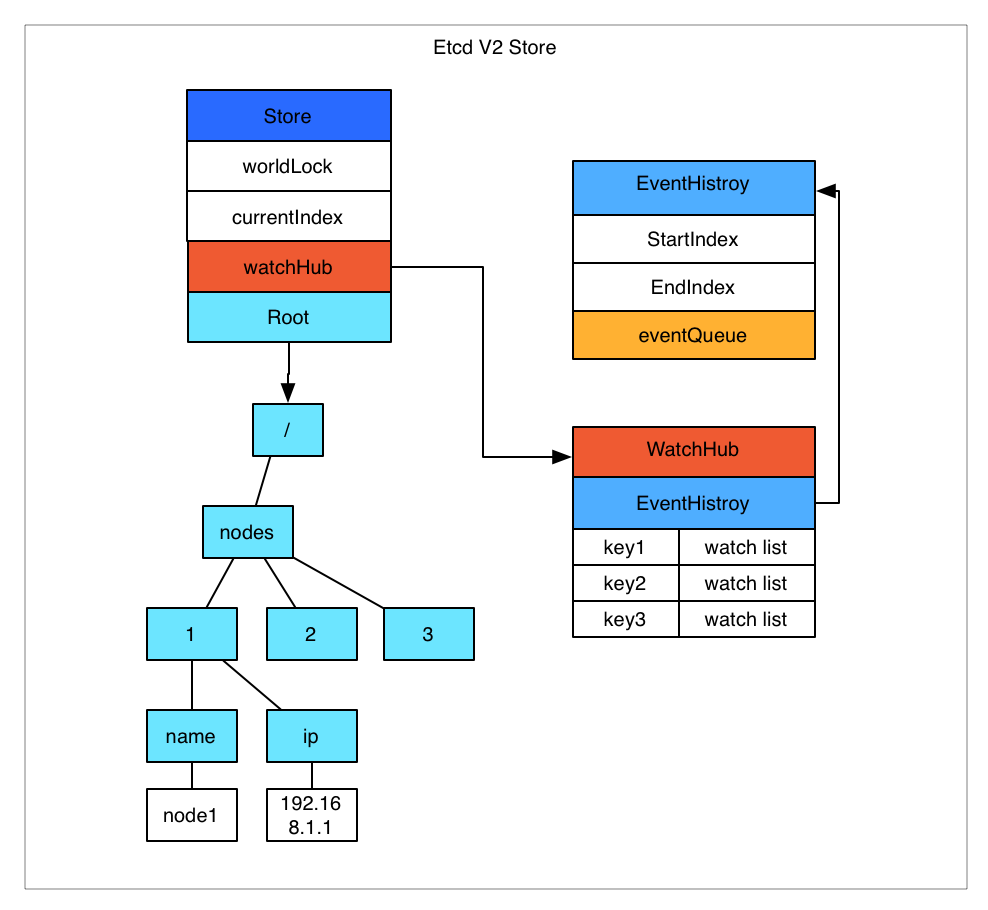 Etcd V2 Store
Store
worldLock
currentIndex
watchHub
Root
/
nodes
1
2
3
name
ip
node1
192.16
8.1.1
EventHistroy
StartIndex
EndIndex
eventQueue
WatchHub
EventHistroy
key1 watch list
key2 watch list
key3 watch list